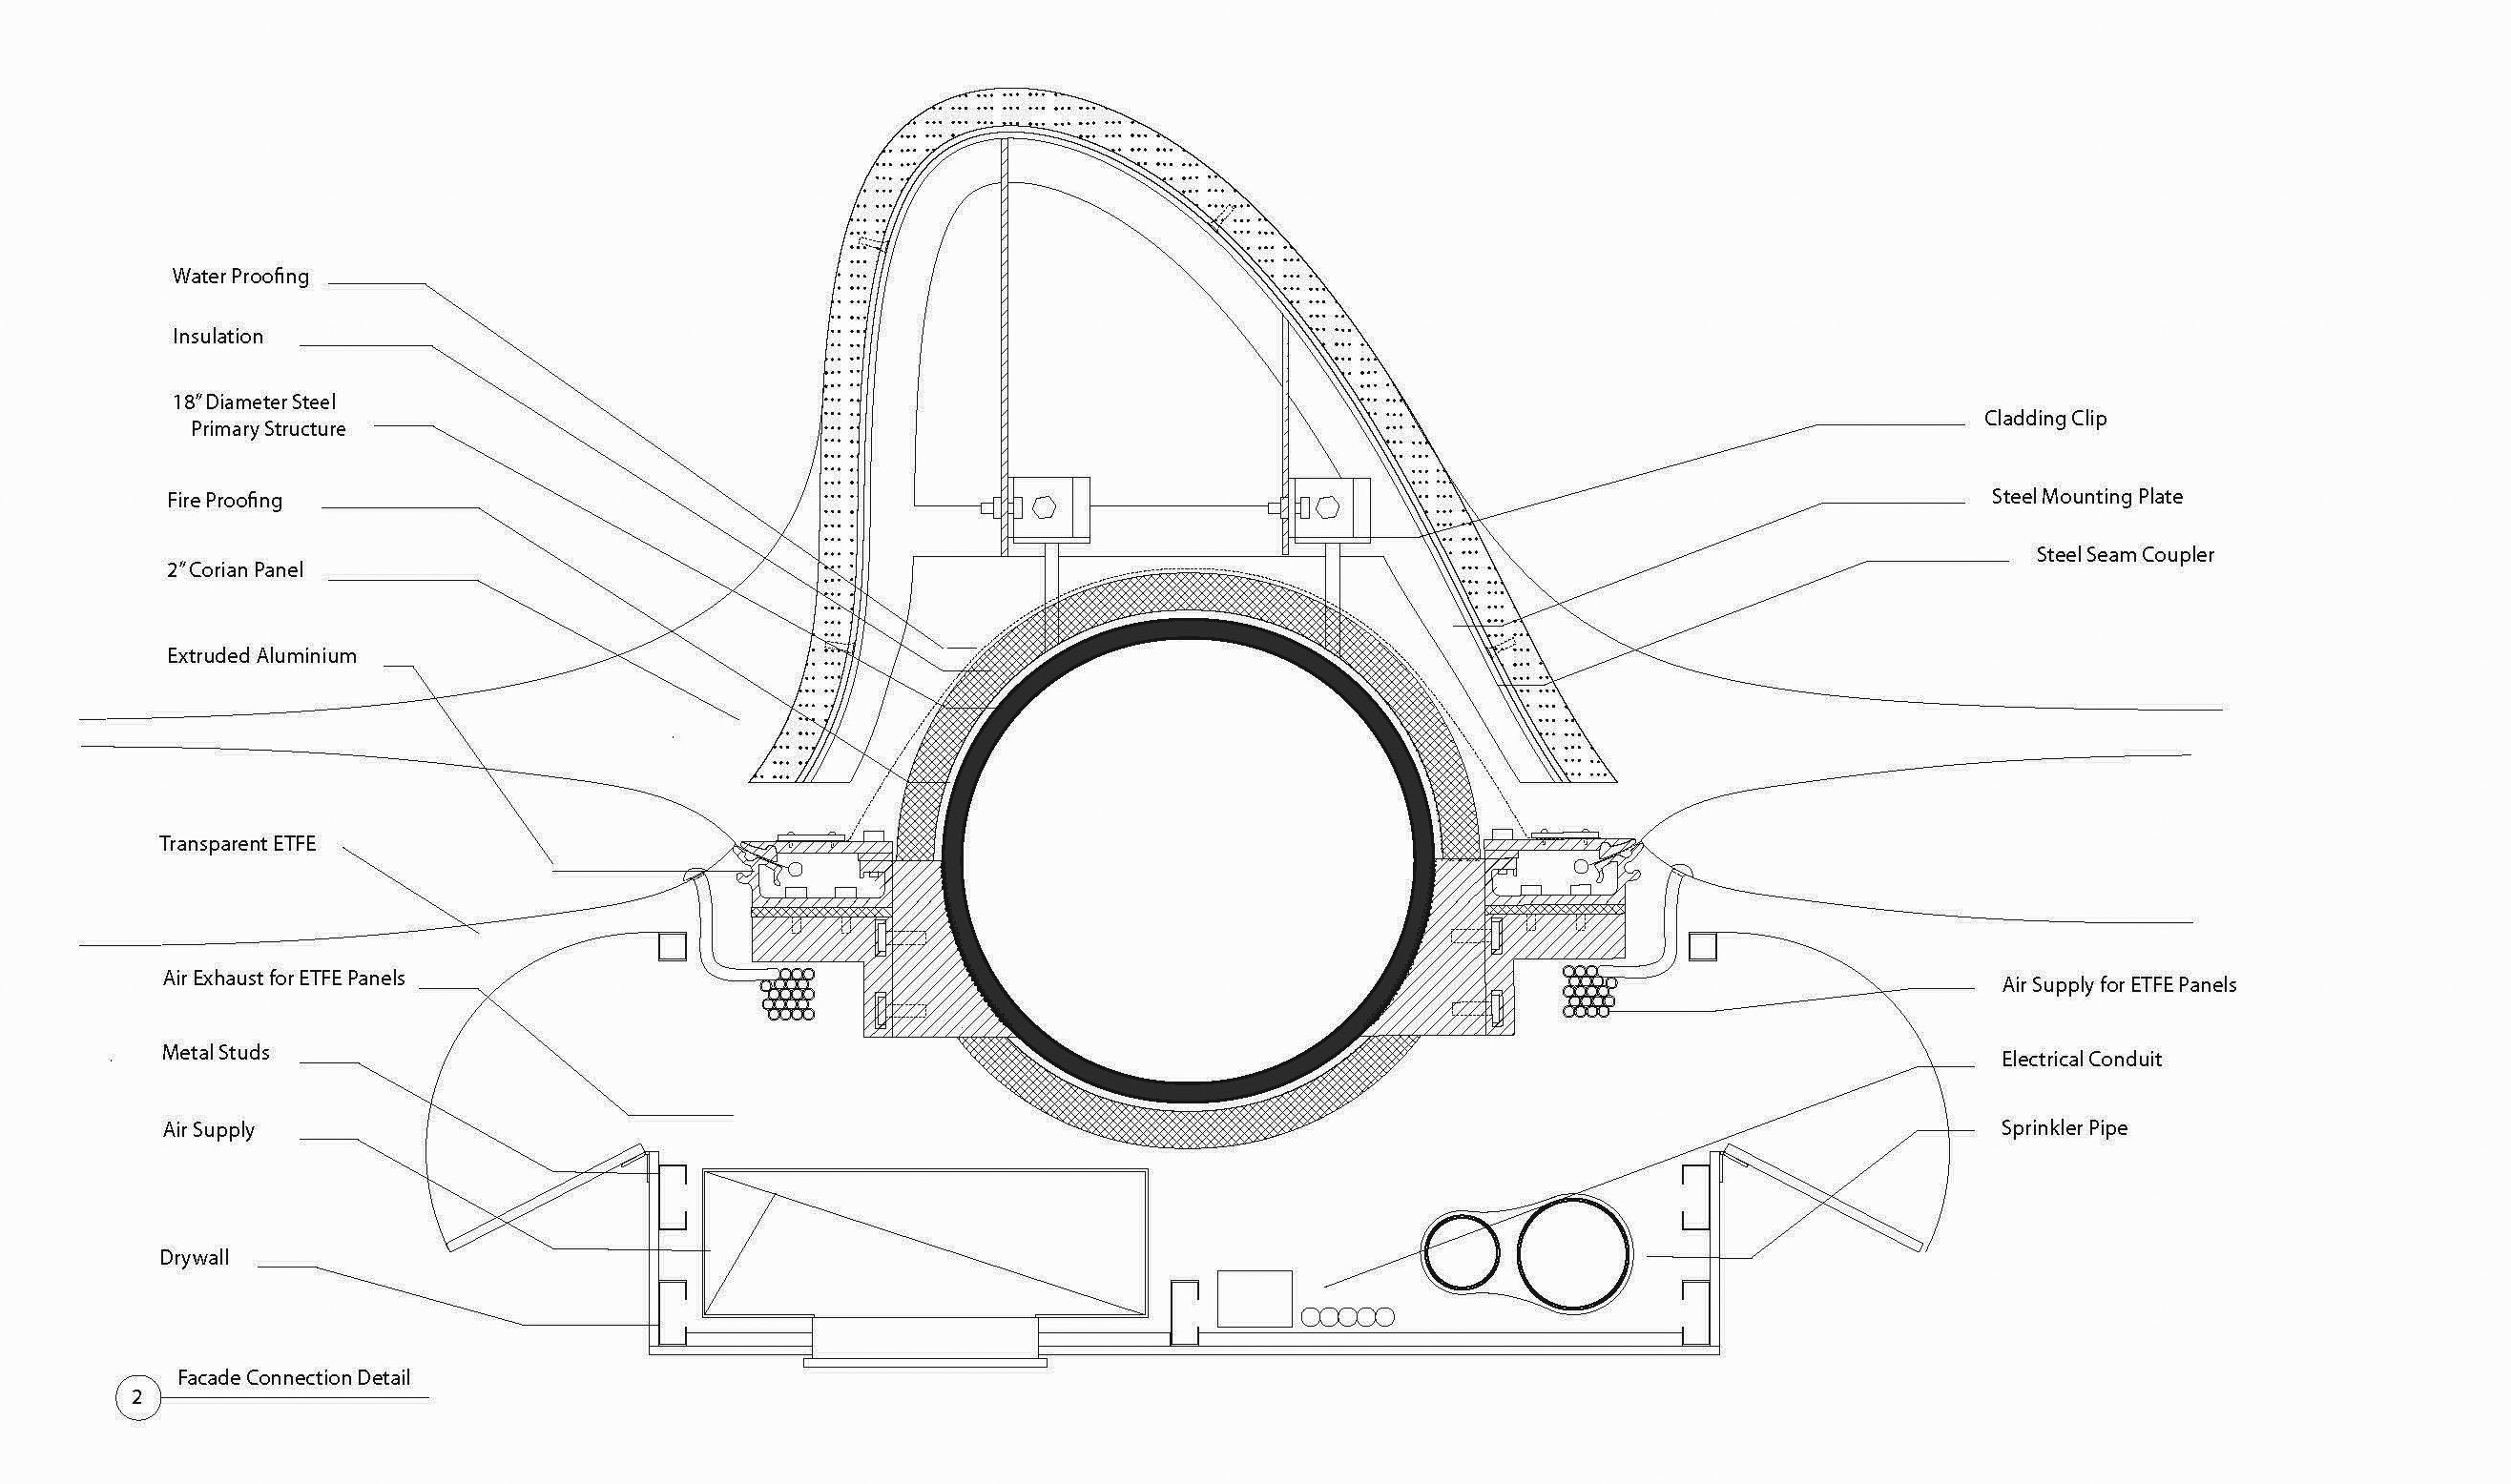 Water Proofing
Insulation
18" Diameter Steel
Primary Structure
Fire Proofing
2" Corian Panel
Extruded Aluminium
Transparent ETFE
Air Exhaust for ETFE Panels
Metal Studs
Air Supply
Drywall
Cladding Clip
Steel Mounting Plate
Steel Seam Coupler
Air Supply for ETFE Panels
Electrical Conduit
Sprinkler Pipe
2 Facade Connection Detail